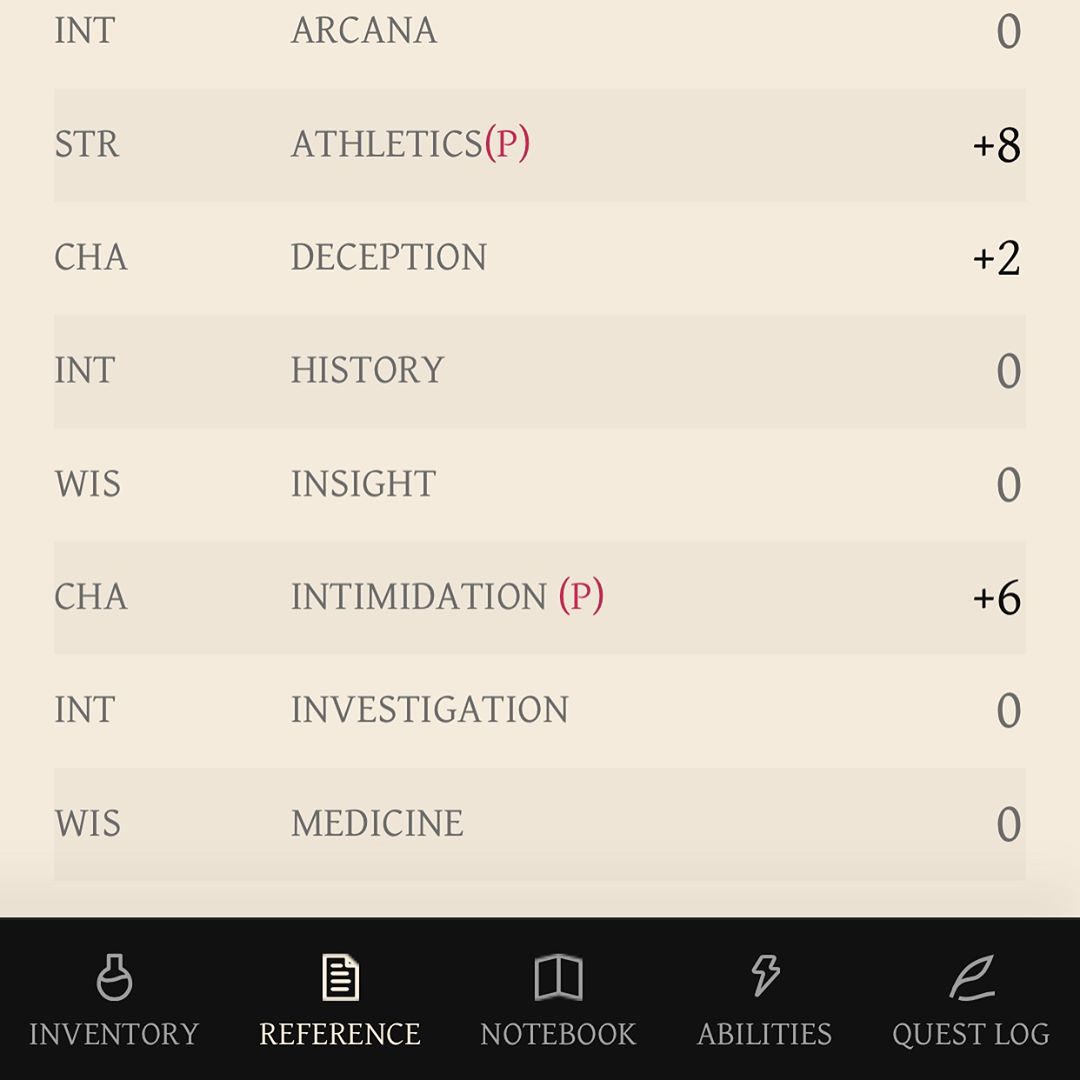 INT ARCANA 0
STR ATHLETICS(P) +8
CHA DECEPTION +2
INT HISTORY 0
WIS INSIGHT 0
CHA INTIMIDATION (P) +6
INT INVESTIGATION 0
WIS MEDICINE 0
INVENTORY REFERENCE NOTEBOOK ABILITIES QUEST LOG